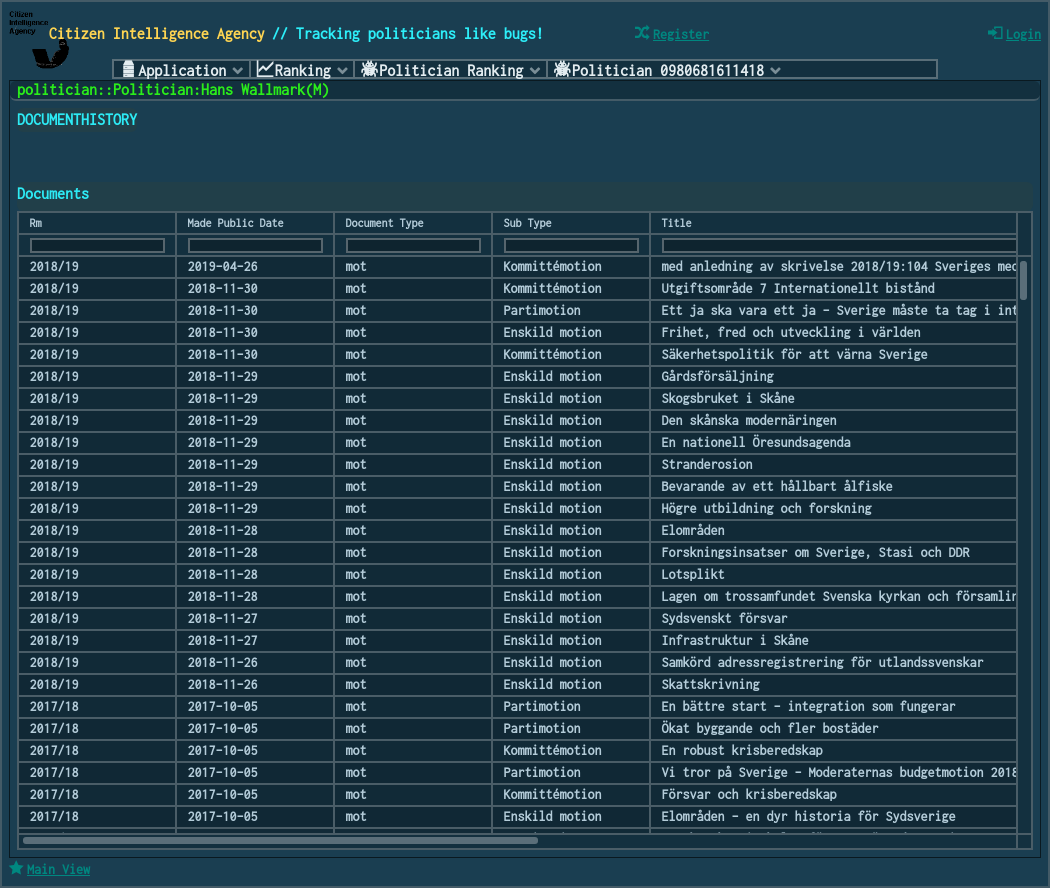 Citizen
Intelligence
Agency
Citizen Intelligence Agency // Tracking politicians like bugs!
Register
Login
Application
Ranking
Politician Ranking
Politician 0980681611418
politician::Politician:Hans Wallmark(M)
DOCUMENTHISTORY
Documents
Rm Made Public Date Document Type Sub Type Title
2018/19 2019-04-26 mot Kommittémotion med anledning av skrivelse 2018/19:104 Sveriges med
2018/19 2018-11-30 mot Kommittémotion Utgiftsområde 7 Internationellt bistånd
2018/19 2018-11-30 mot Partimotion Ett ja ska vara ett ja – Sverige måste ta tag i int
2018/19 2018-11-30 mot Enskild motion Frihet, fred och utveckling i världen
2018/19 2018-11-30 mot Kommittémotion Säkerhetspolitik för att värna Sverige
2018/19 2018-11-29 mot Enskild motion Gårdsförsäljning
2018/19 2018-11-29 mot Enskild motion Skogsbruket i Skåne
2018/19 2018-11-29 mot Enskild motion Den skånska modernäringen
2018/19 2018-11-29 mot Enskild motion En nationell Öresundsagenda
2018/19 2018-11-29 mot Enskild motion Stranderosion
2018/19 2018-11-29 mot Enskild motion Bevarande av ett hållbart ålfiske
2018/19 2018-11-29 mot Enskild motion Högre utbildning och forskning
2018/19 2018-11-28 mot Enskild motion Elområden
2018/19 2018-11-28 mot Enskild motion Forskningsinsatser om Sverige, Stasi och DDR
2018/19 2018-11-28 mot Enskild motion Lotsplikt
2018/19 2018-11-28 mot Enskild motion Lagen om trossamfundet Svenska kyrkan och församlin
2018/19 2018-11-27 mot Enskild motion Sydsvenskt försvar
2018/19 2018-11-27 mot Enskild motion Infrastruktur i Skåne
2018/19 2018-11-26 mot Enskild motion Samkörd adressregistrering för utlandssvenskar
2018/19 2018-11-26 mot Enskild motion Skattskrivning
2017/18 2017-10-05 mot Partimotion En bättre start – integration som fungerar
2017/18 2017-10-05 mot Partimotion Ökat byggande och fler bostäder
2017/18 2017-10-05 mot Kommittémotion En robust krisberedskap
2017/18 2017-10-05 mot Partimotion Vi tror på Sverige – Moderaternas budgetmotion 2018
2017/18 2017-10-05 mot Kommittémotion Försvar och krisberedskap
2017/18 2017-10-05 mot Enskild motion Elområden – en dyr historia för Sydsverige
Main View